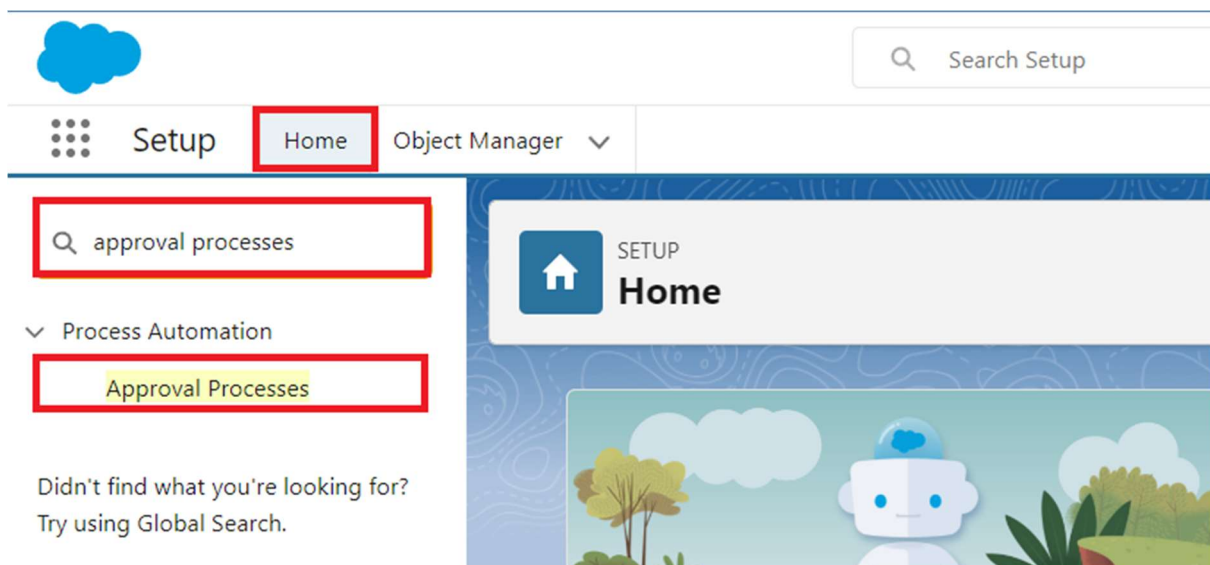 Search Setup
Setup
Home
Object Manager
approval processes
SETUP
Home
Process Automation
Approval Processes
Didn't find what you're looking for?
Try using Global Search.